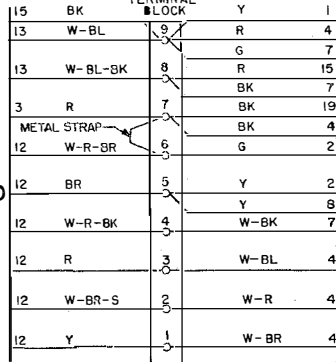 TERMINAL
15 BK BLOCK Y 1
13 W-BL 9 R 4
G 7
13 W-BL-BK 8 R 15
BK 7
3 R 7 BK 19
METAL STRAP BK 4
12 W-R-BR 6 G 2
12 BR 5 Y 2
Y 8
12 W-R-BK 4 W-BK 7
12 R 3 W-BL 4
12 W-BR-S 2 W-R 4
12 Y 1 W-BR 4